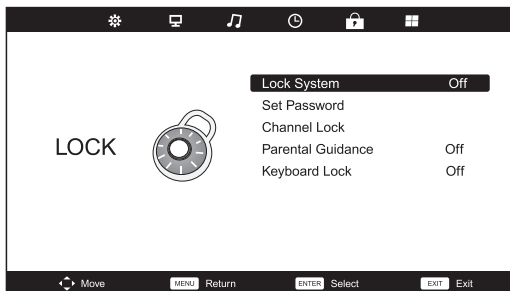 Lock System Off
Set Password
Channel Lock
Parental Guidance Off
Keyboard Lock Off
LOCK
Move MENU Return ENTER Select EXIT Exit